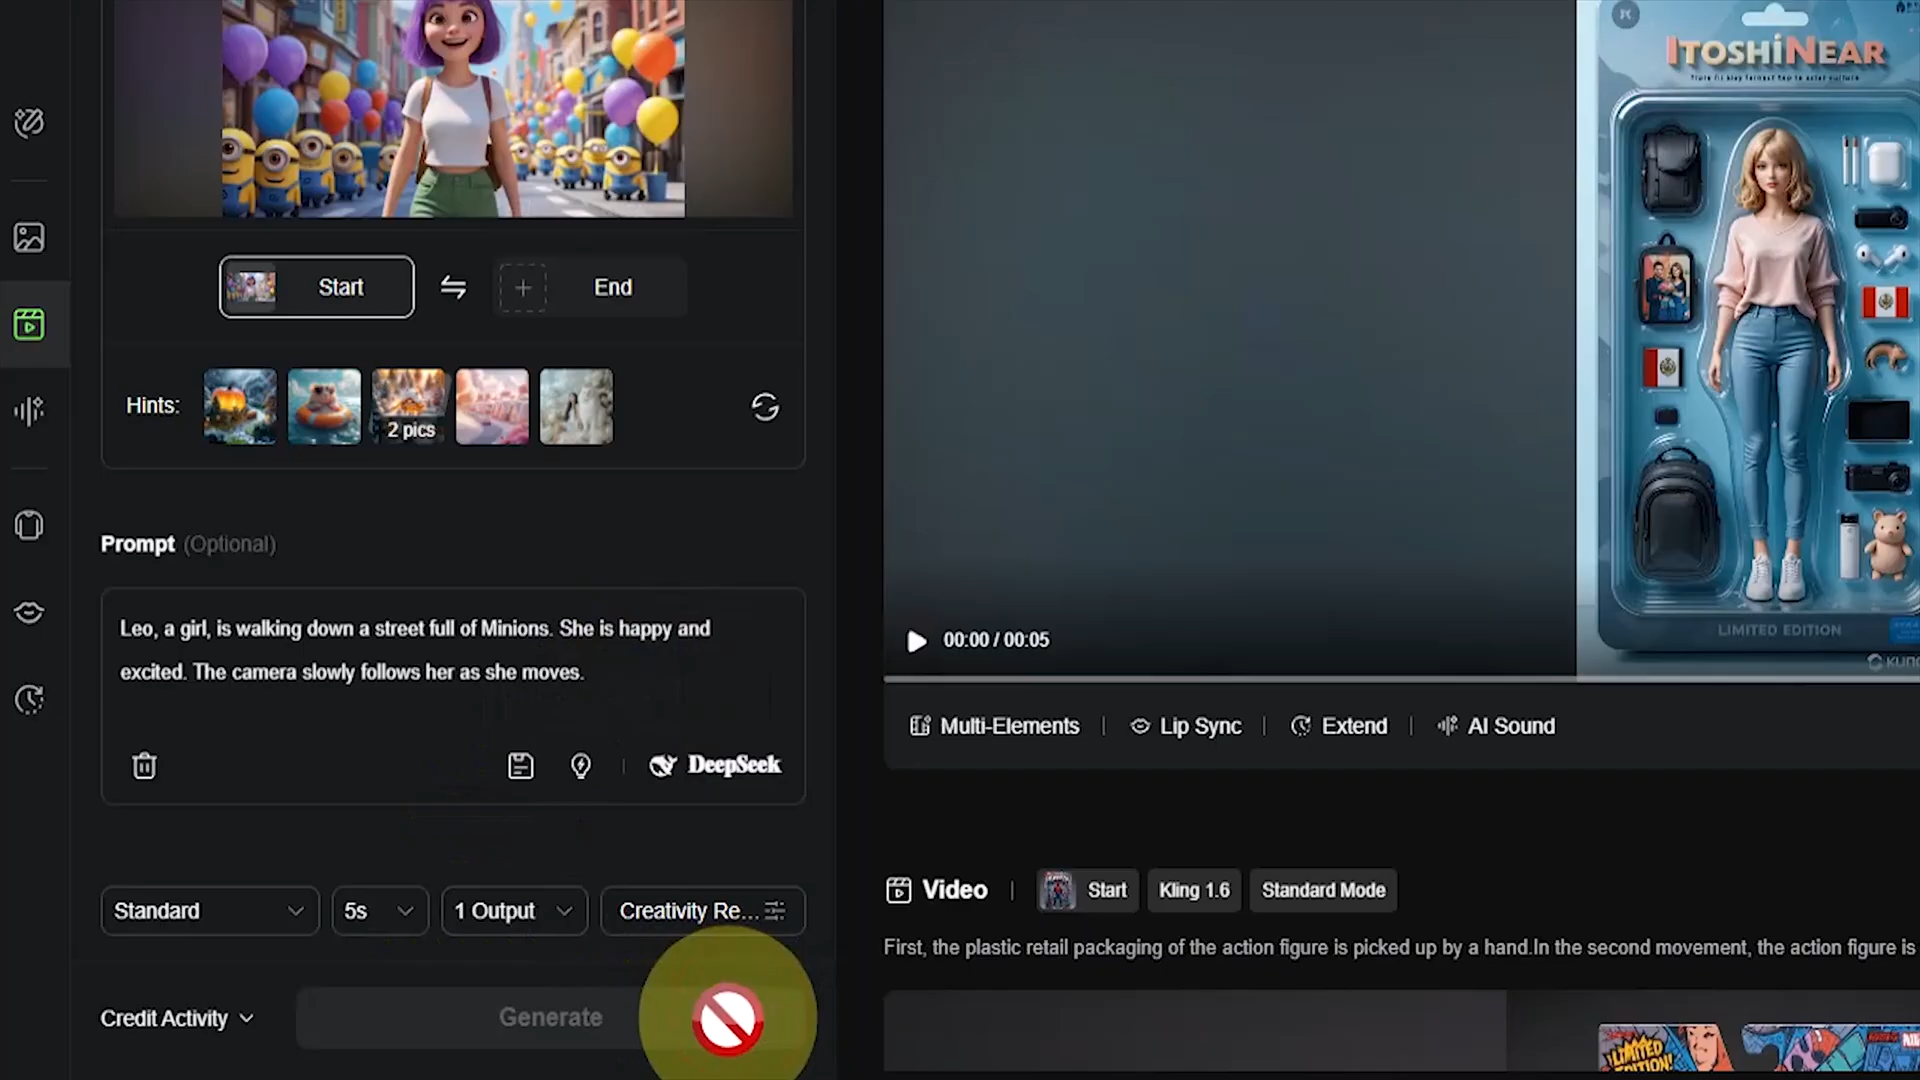 Start
End
Hints:
2 pics
Prompt (Optional)
Leo, a girl, is walking down a street full of Minions. She is happy and
excited. The camera slowly follows her as she moves.
DeepSeek
Standard
5s
1 Output
Creativity Re...
Credit Activity
Generate
ITOSHiNEAR
LIMITED EDITION
00:00 / 00:05
Multi-Elements
Lip Sync
Extend
AI Sound
Video
Start
Kling 1.6
Standard Mode
First, the plastic retail packaging of the action figure is picked up by a hand.In the second movement, the action figure is
LIMITED
EDITION!